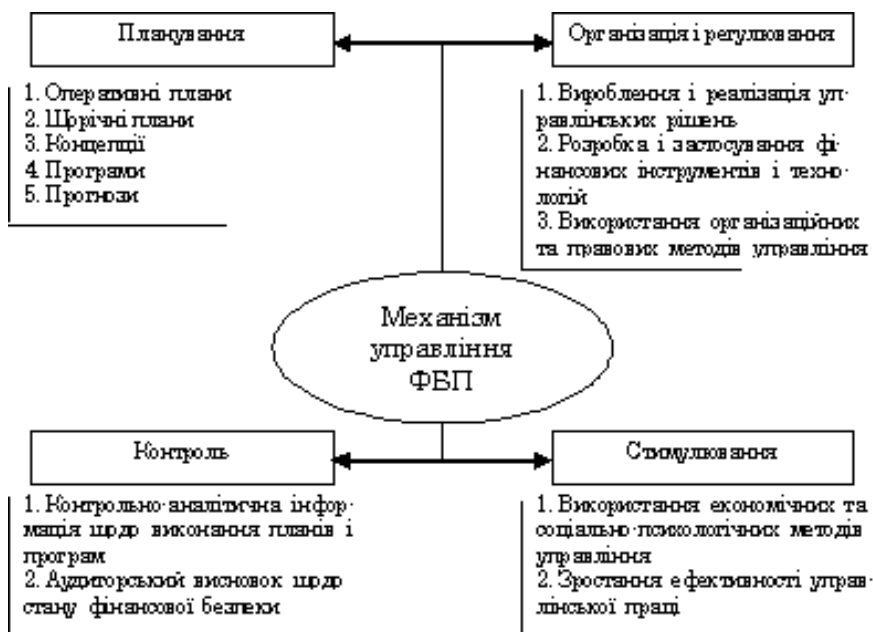 Планування
Організація і регулювання
1. Оперативні плани
2. Щорічні плани
3. Концепції
4. Програми
5. Прогнози
1. Вироблення і реалізація уп-
равлінських рішень
2. Розробка і застосування фі-
нансових інструментів і техно-
логій
3. Використання організаційних
та правових методів управління
Механізм
управління
ФБП
Контроль
Стимулювання
1. Контрольно-аналітична інфор-
мація щодо виконання планів і
програм
2. Аудиторський висновок щодо
стану фінансової безпеки
1. Використання економічних та
соціально-психологічних методів
управління
2. Зростання ефективності управ-
лінської праці